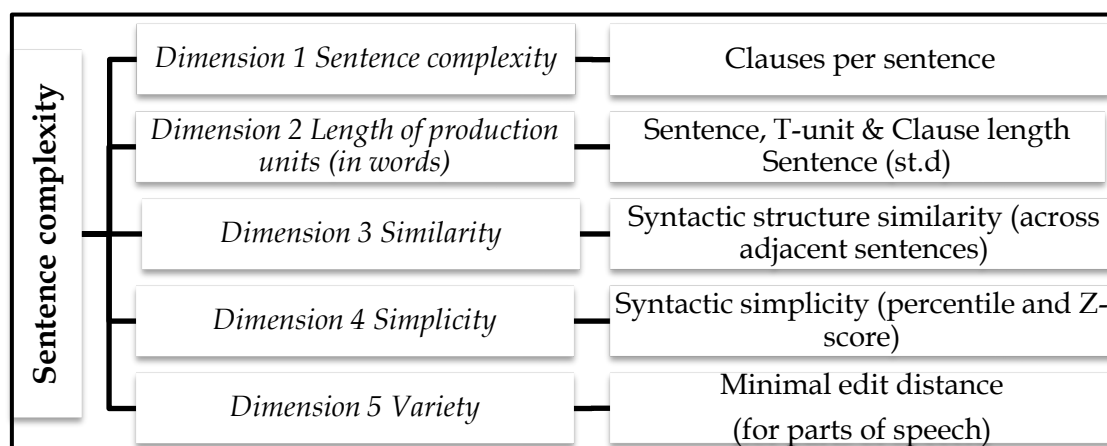 Sentence complexity
Dimension 1 Sentence complexity
Clauses per sentence
Dimension 2 Length of production
units (in words)
Sentence, T-unit & Clause length
Sentence (st.d)
Dimension 3 Similarity
Syntactic structure similarity (across
adjacent sentences)
Dimension 4 Simplicity
Syntactic simplicity (percentile and Z-
score)
Dimension 5 Variety
Minimal edit distance
(for parts of speech)